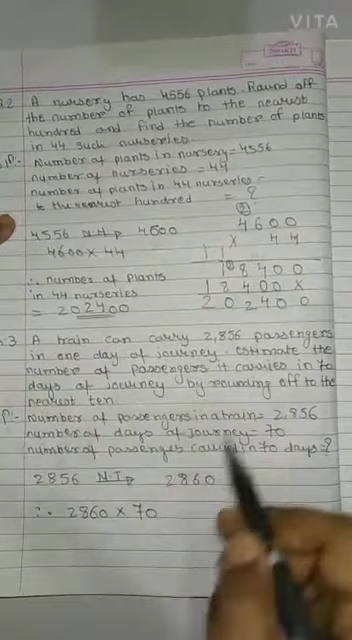 VITA
Q.2 A nursery has 4556 plants. Round off
the number of plants to the nearest
hundred and find the number of plants
in 44 such nurseries.
Number of plants in nursery = 4556
number of nurseries = 44
number of plants in 44 nurseries =
to the nearest hundred = ?
4556 N.H 4600
4600 × 44
4600
× 44
18400
18400 ×
202400
∴ number of plants
in 44 nurseries
= 202400
.3 A train can carry 2,856 passengers
in one day of journey. estimate the
number of passengers it carries in 70
days of journey by rounding off to the
nearest ten.
Number of passengers in a train = 2,856
number of days of journey = 70
number of passenges carried in 70 days = ?
2856 N.T 2860
∴ 2860 × 70